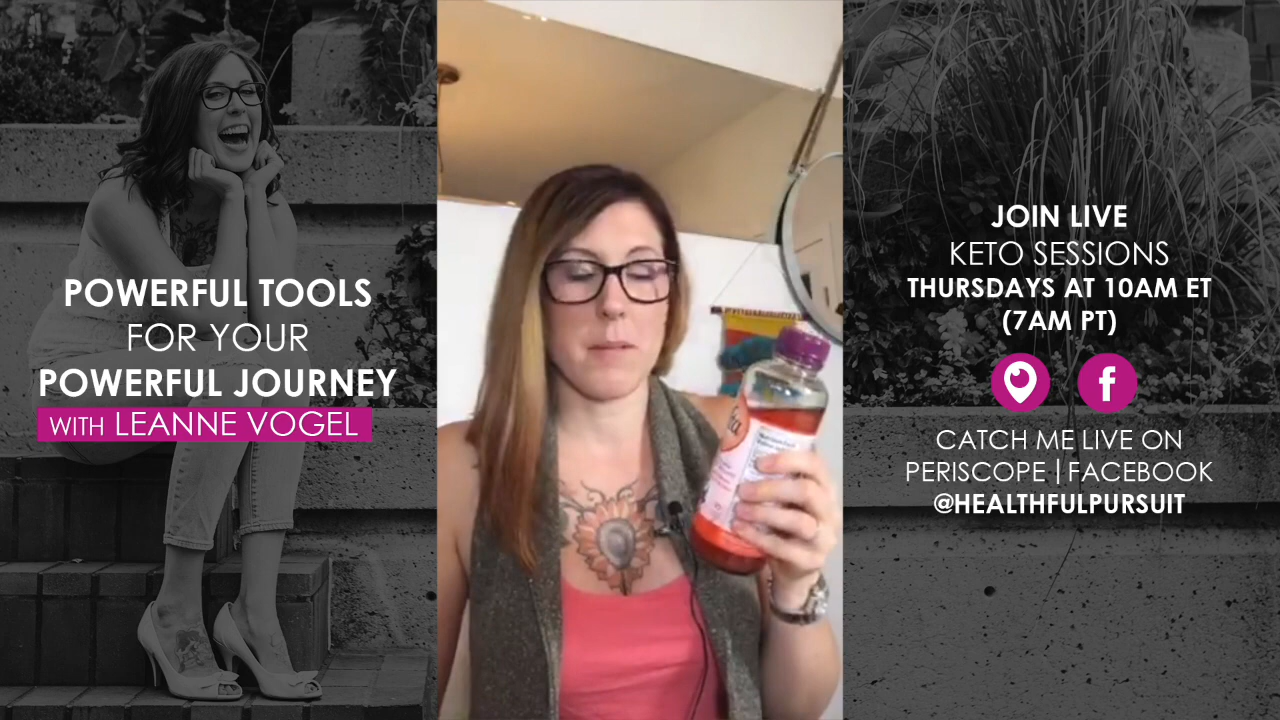 POWERFUL TOOLS
FOR YOUR
POWERFUL JOURNEY
WITH LEANNE VOGEL
JOIN LIVE
KETO SESSIONS
THURSDAYS AT 10AM ET
(7AM PT)
CATCH ME LIVE ON
PERISCOPE | FACEBOOK
@HEALTHFULPURSUIT